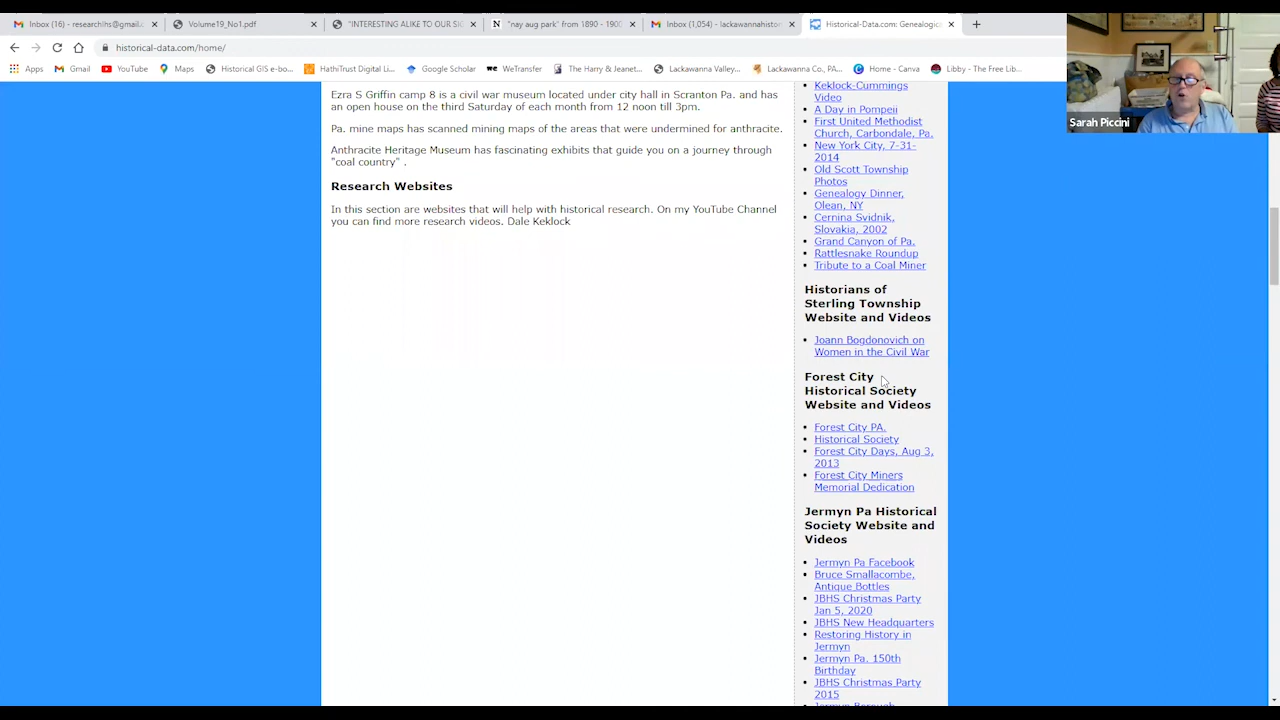 Inbox (16) - researchlhs@gmail.c
Volume19_No1.pdf
"INTERESTING ALIKE TO OUR SI
"nay aug park" from 1890 - 1900
Inbox (1,054) - lackawannahistor
Historical-Data.com: Genealogic
historical-data.com/home/
Apps
Gmail
YouTube
Maps
Historical GIS e-bo...
HathiTrust Digital Li...
Google Scholar
WeTransfer
The Harry & Jeanet...
Lackawanna Valley...
Lackawanna Co., PA...
Home - Canva
Libby - The Free Lib...
Sarah Piccini
Ezra S Griffin camp 8 is a civil war museum located under city hall in Scranton Pa. and has
an open house on the third Saturday of each month from 12 noon till 3pm.
Pa. mine maps has scanned mining maps of the areas that were undermined for anthracite.
Anthracite Heritage Museum has fascinating exhibits that guide you on a journey through
"coal country" .
Research Websites
In this section are websites that will help with historical research. On my YouTube Channel
you can find more research videos. Dale Keklock
Keklock-Cummings
Video
A Day in Pompeii
First United Methodist
Church, Carbondale, Pa.
New York City, 7-31-
2014
Old Scott Township
Photos
Genealogy Dinner,
Olean, NY
Cernina Svidnik,
Slovakia, 2002
Grand Canyon of Pa.
Rattlesnake Roundup
Tribute to a Coal Miner
Historians of
Sterling Township
Website and Videos
Joann Bogdonovich on
Women in the Civil War
Forest City
Historical Society
Website and Videos
Forest City PA.
Historical Society
Forest City Days, Aug 3,
2013
Forest City Miners
Memorial Dedication
Jermyn Pa Historical
Society Website and
Videos
Jermyn Pa Facebook
Bruce Smallacombe,
Antique Bottles
JBHS Christmas Party
Jan 5, 2020
JBHS New Headquarters
Restoring History in
Jermyn
Jermyn Pa. 150th
Birthday
JBHS Christmas Party
2015
Jermyn Borough